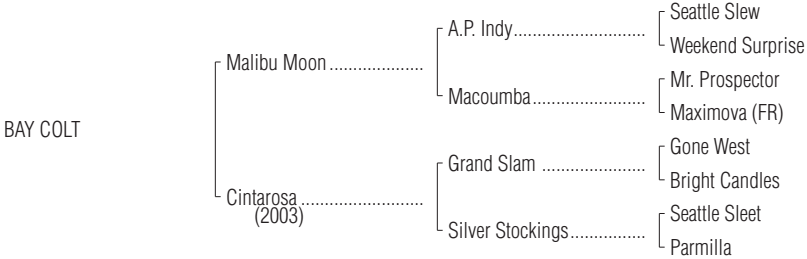 Seattle Slew
A.P. Indy............................
Weekend Surprise
Malibu Moon ....................
Mr. Prospector
Macoumba........................
Maximova (FR)
BAY COLT
Gone West
Grand Slam ......................
Bright Candles
Cintarosa ..........................
(2003)
Seattle Sleet
Silver Stockings................
Parmilla